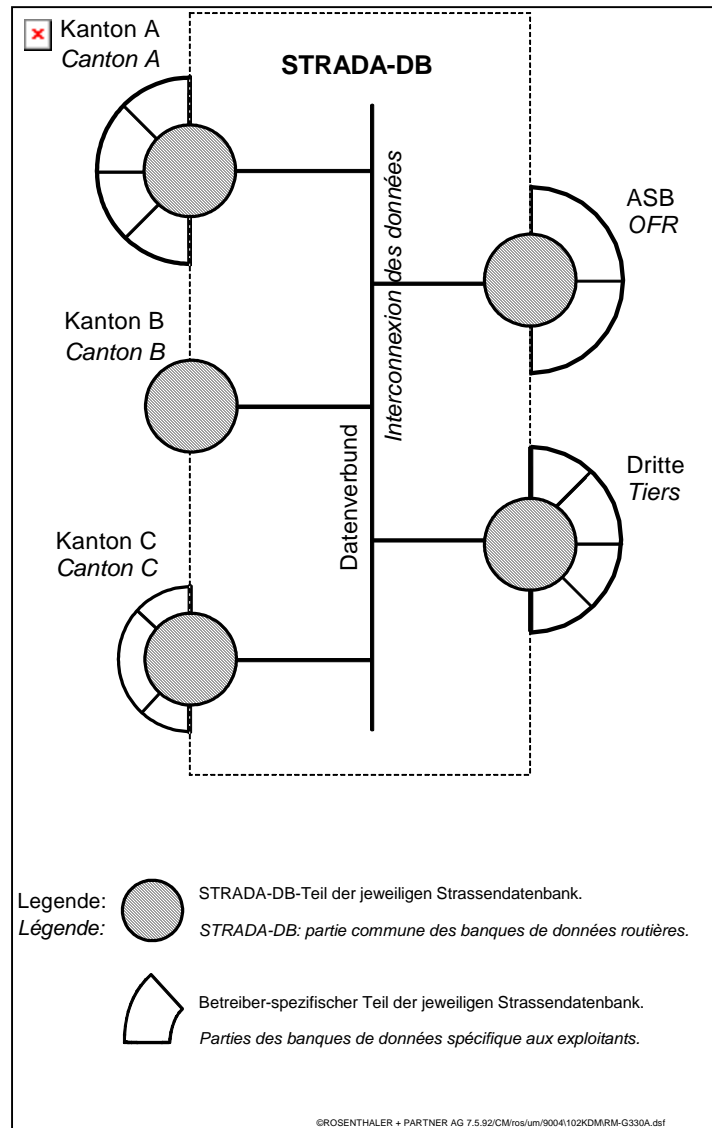 Kanton A
Canton A
STRADA-DB
Interconnexion des données
ASB
OFR
Kanton B
Canton B
Datenverbund
Dritte
Tiers
Kanton C
Canton C
Legende:
Légende:
STRADA-DB-Teil der jeweiligen Strassendatenbank.
STRADA-DB: partie commune des banques de données routières.
Betreiber-spezifischer Teil der jeweiligen Strassendatenbank.
Parties des banques de données spécifique aux exploitants.
©ROSENTHALER + PARTNER AG 7.5.92/CM/ros/um/9004\102KDM\RM-G330A.dsf